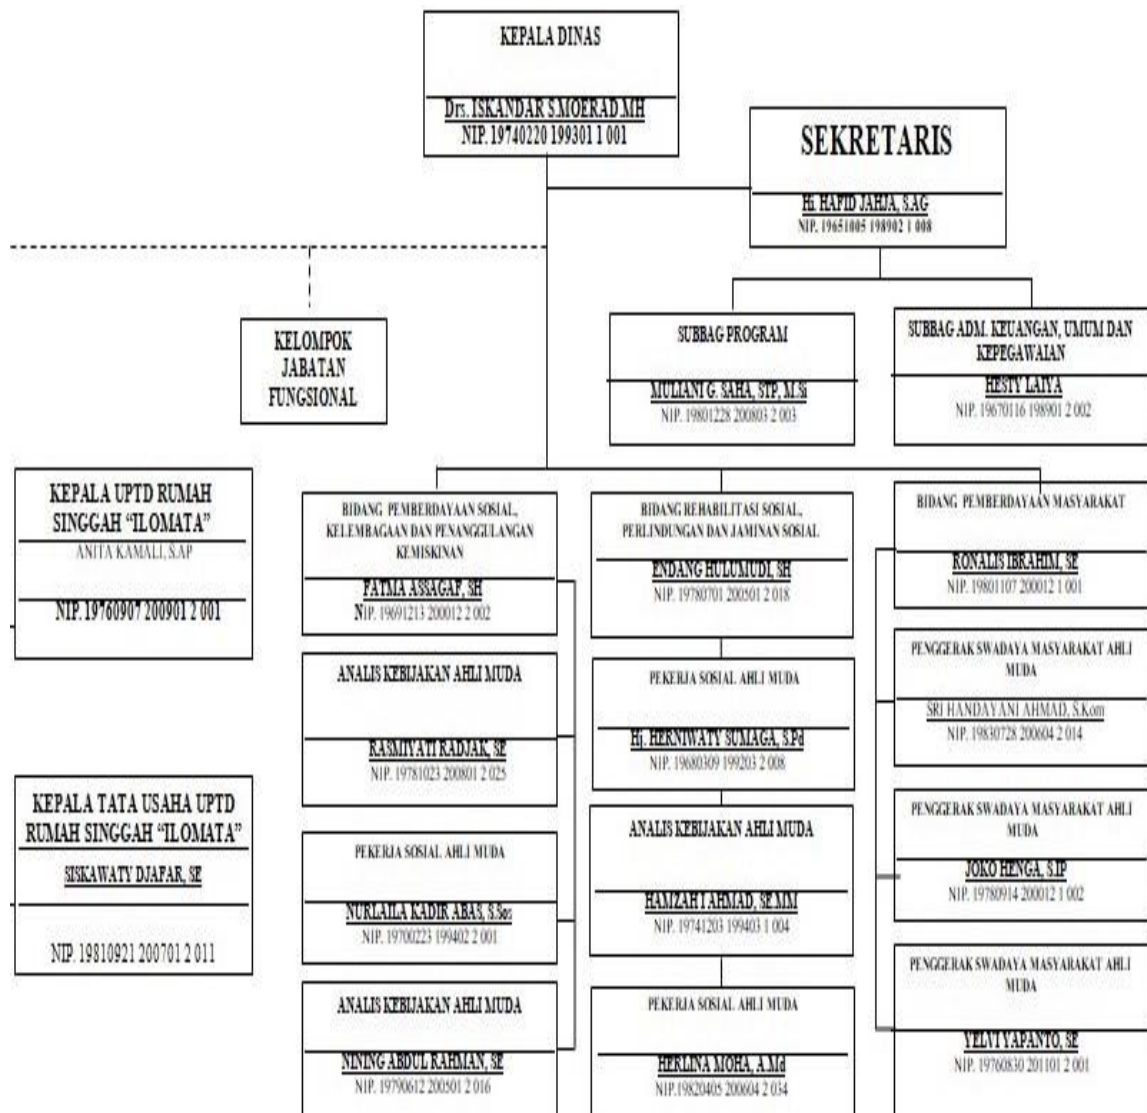 KEPALA DINAS
Drs. ISKANDAR S.MOERAD.MH
NIP. 19740220 199301 1 001
SEKRETARIS
Hi. HAFID JAHJA, S.AG
NIP. 19651005 198902 1 008
KELOMPOK
JABATAN
FUNGSIONAL
SUBBAG PROGRAM
MULIANI G. SAHA, STP, M.Si
NIP. 19801228 200803 2 003
SUBBAG ADM. KEUANGAN, UMUM DAN
KEPEGAWAIAN
HESTY LAIYA
NIP. 19670116 198901 2 002
KEPALA UPTD RUMAH
SINGGAH “ILOMATA”
ANITA KAMALI, S.AP
NIP. 19760907 200901 2 001
KEPALA TATA USAHA UPTD
RUMAH SINGGAH “ILOMATA”
SISKAWATY DJAFAR, SE
NIP. 19810921 200701 2 011
BIDANG PEMBERDAYAAN SOSIAL,
KELEMBAGAAN DAN PENANGGULANGAN
KEMISKINAN
FATMA ASSAGAF, SH
NIP. 19691213 200012 2 002
ANALIS KEBIJAKAN AHLI MUDA
RASMIYATI RADJAK, SE
NIP. 19781023 200801 2 025
PEKERJA SOSIAL AHLI MUDA
NURLAILA KADIR ABAS, S.Sos
NIP. 19700223 199402 2 001
ANALIS KEBIJAKAN AHLI MUDA
NINING ABDUL RAHMAN, SE
NIP. 19790612 200501 2 016
BIDANG REHABILITASI SOSIAL,
PERLINDUNGAN DAN JAMINAN SOSIAL
ENDANG HULUMUDI, SH
NIP. 19780701 200501 2 018
PEKERJA SOSIAL AHLI MUDA
Hj. HERNIWATY SUMAGA, S.Pd
NIP. 19680309 199203 2 008
ANALIS KEBIJAKAN AHLI MUDA
HAMZAH I AHMAD, SE.MM
NIP. 19741203 199403 1 004
PEKERJA SOSIAL AHLI MUDA
HERLINA MOHA, A.Md
NIP.19820405 200604 2 034
BIDANG PEMBERDAYAAN MASYARAKAT
RONALIS IBRAHIM, SE
NIP. 19801107 200012 1 001
PENGGERAK SWADAYA MASYARAKAT AHLI
MUDA
SRI HANDAYANI AHMAD, S.Kom
NIP. 19830728 200604 2 014
PENGGERAK SWADAYA MASYARAKAT AHLI
MUDA
JOKO HENGA, S.IP
NIP. 19780914 200012 1 002
PENGGERAK SWADAYA MASYARAKAT AHLI
MUDA
YELVI YAPANTO, SE
NIP. 19760830 201101 2 001